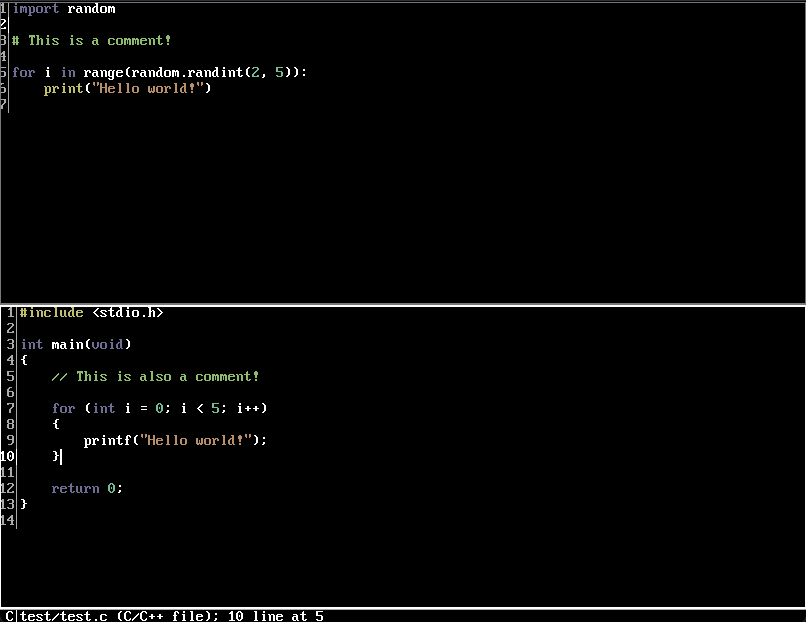 1 import random
2
3 # This is a comment!
4
5 for i in range(random.randint(2, 5)):
6     print("Hello world!")
7
1 #include <stdio.h>
2
3 int main(void)
4 {
5     // This is also a comment!
6
7     for (int i = 0; i < 5; i++)
8     {
9         printf("Hello world!");
10     }
11
12     return 0;
13 }
14
C test/test.c (C/C++ file); 10 line at 5